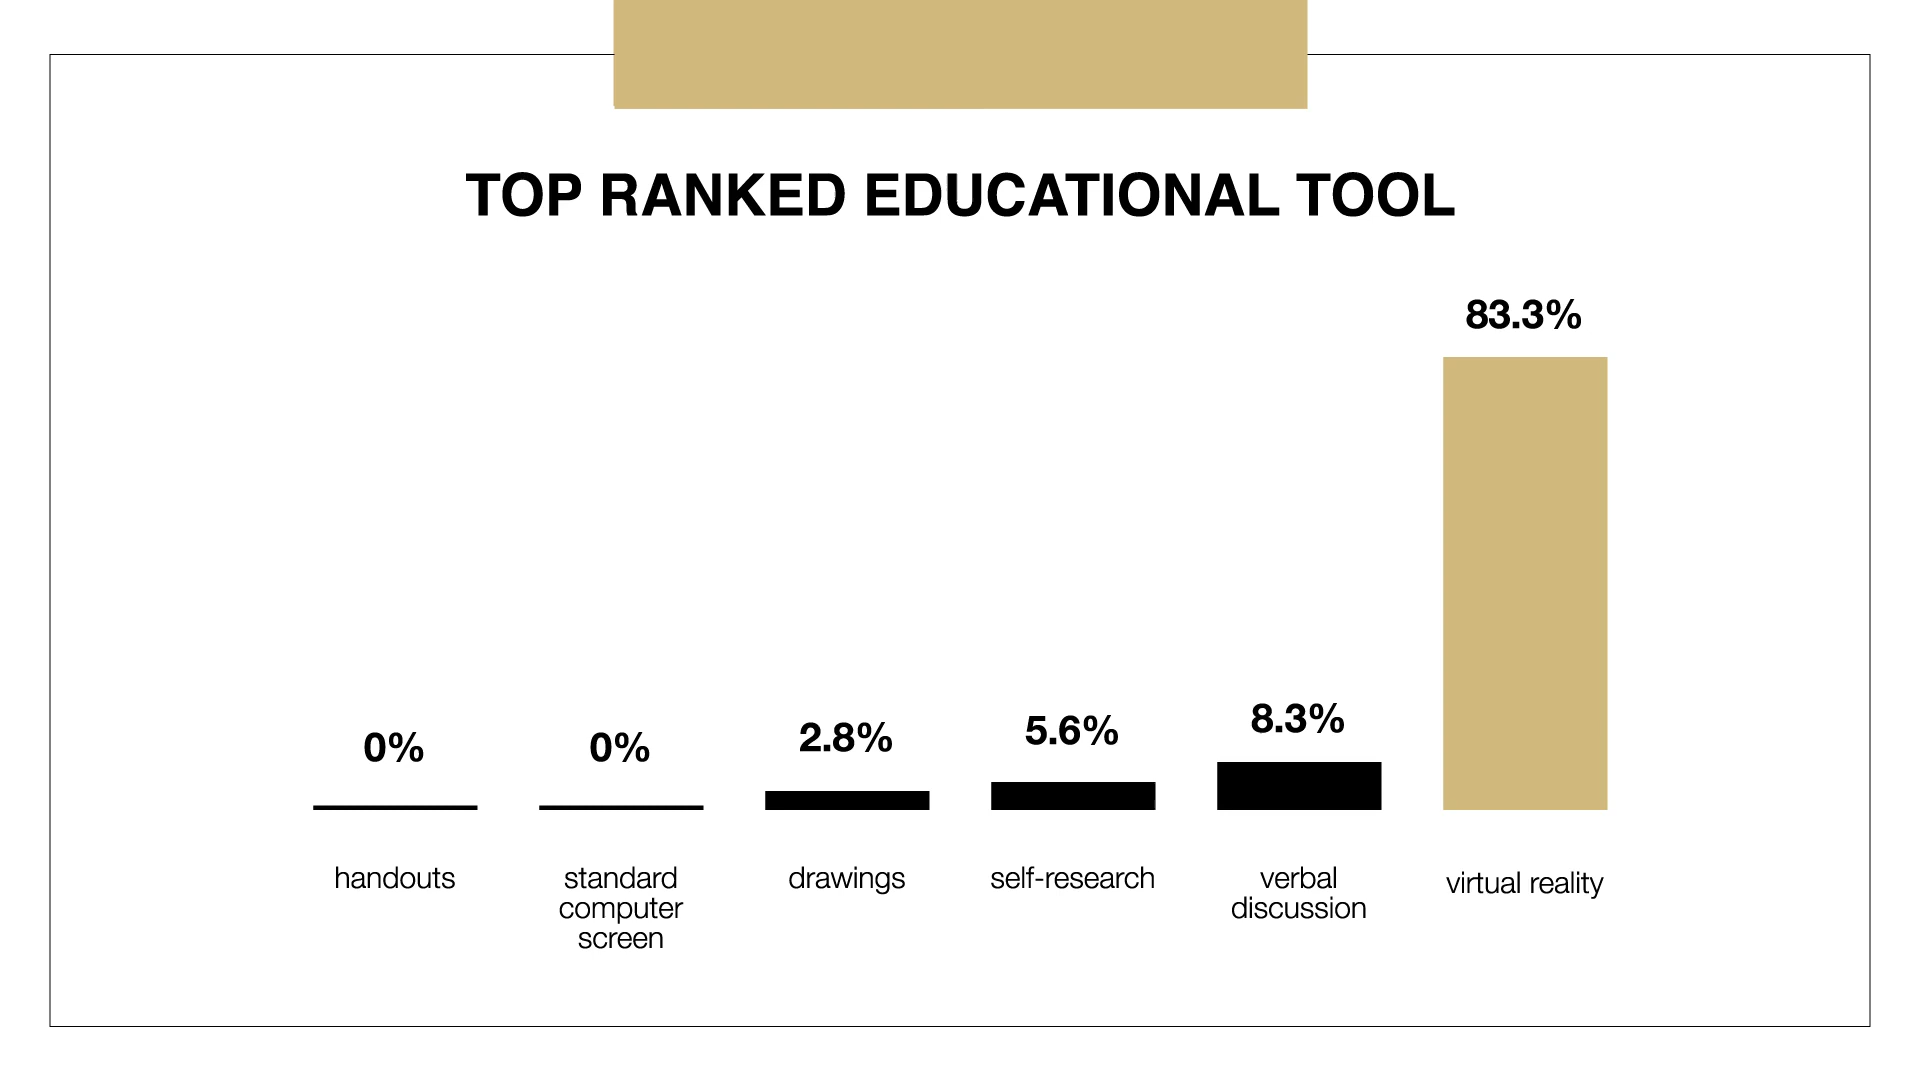 TOP RANKED EDUCATIONAL TOOL
83.3%
8.3%
5.6%
2.8%
0%
0%
handouts
standard
computer
screen
drawings
self-research
verbal
discussion
virtual reality